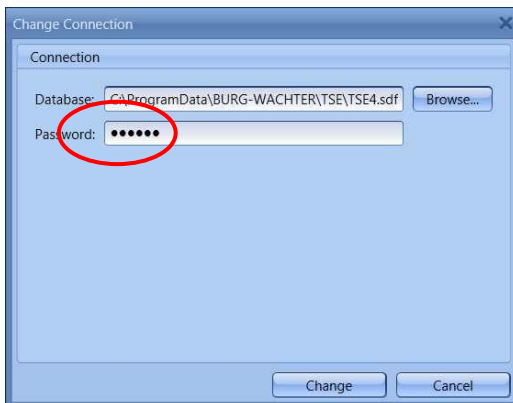 Change Connection
Connection
Database: C:\ProgramData\BURG-WACHTER\TSE\TSE4.sdf Browse...
Password: ••••••
Change Cancel